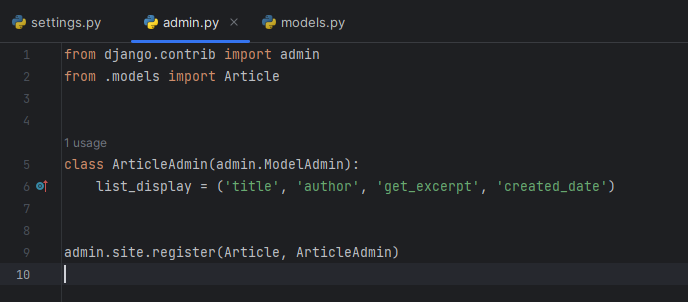 settings.py admin.py models.py
1 from django.contrib import admin
2 from .models import Article
3
4
1 usage
5 class ArticleAdmin(admin.ModelAdmin):
6 list_display = ('title', 'author', 'get_excerpt', 'created_date')
7
8
9 admin.site.register(Article, ArticleAdmin)
10